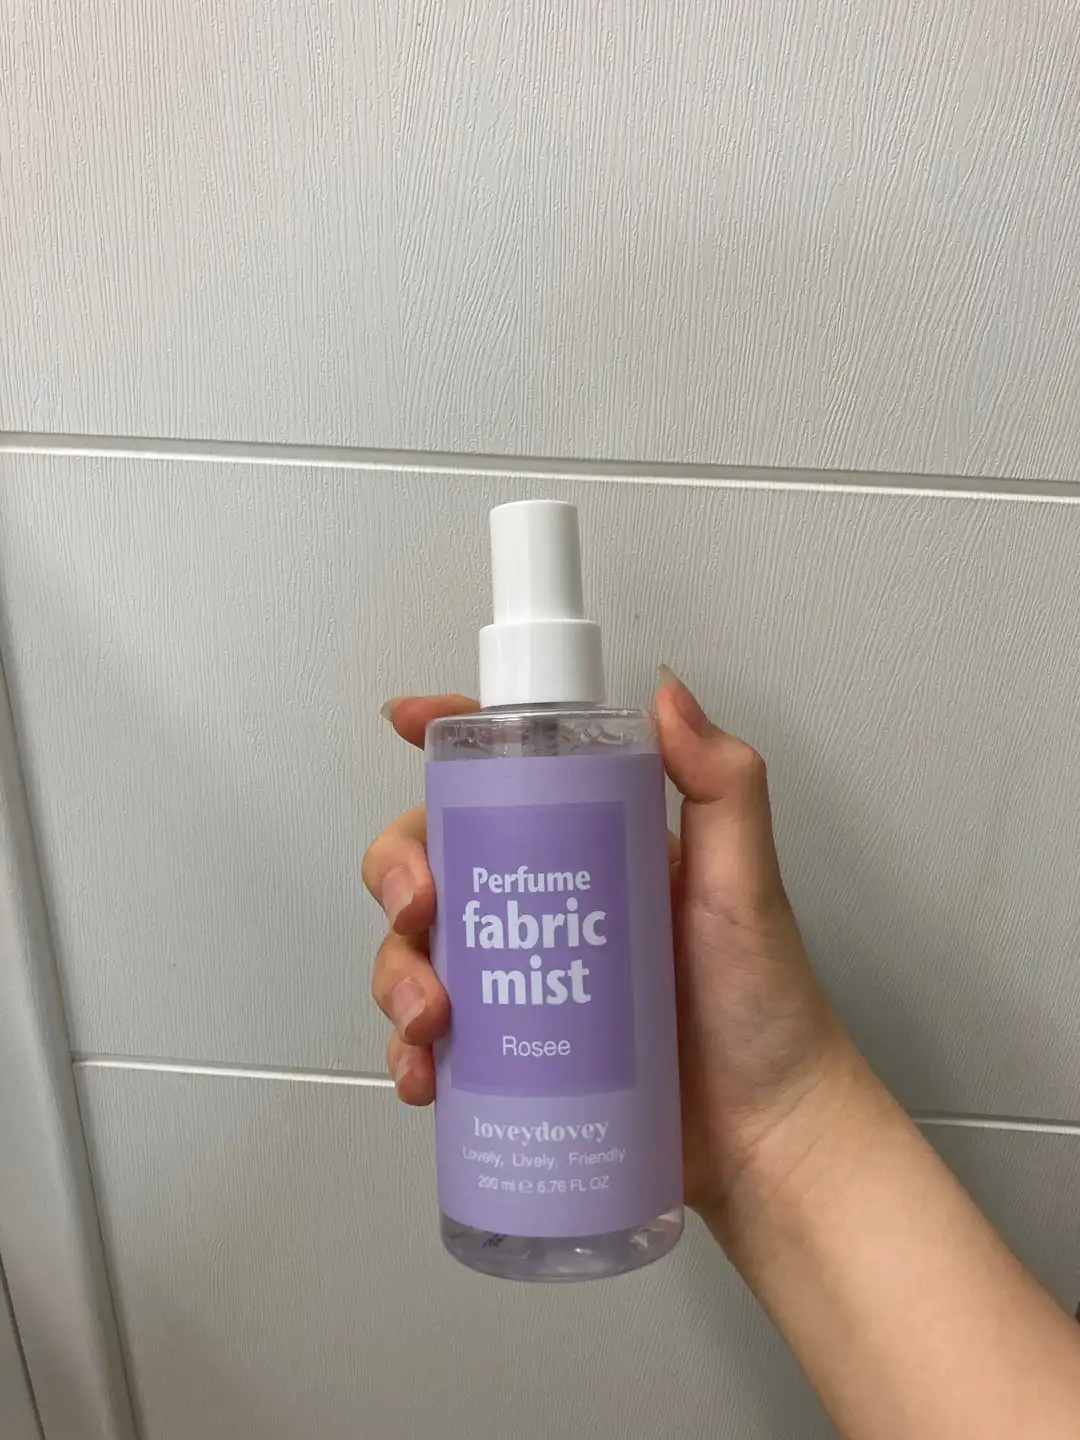 Perfume
fabric
mist
Rosee
loveydovey
Lovely, Lively, Friendly
200 ml ℮ 6.76 FL OZ